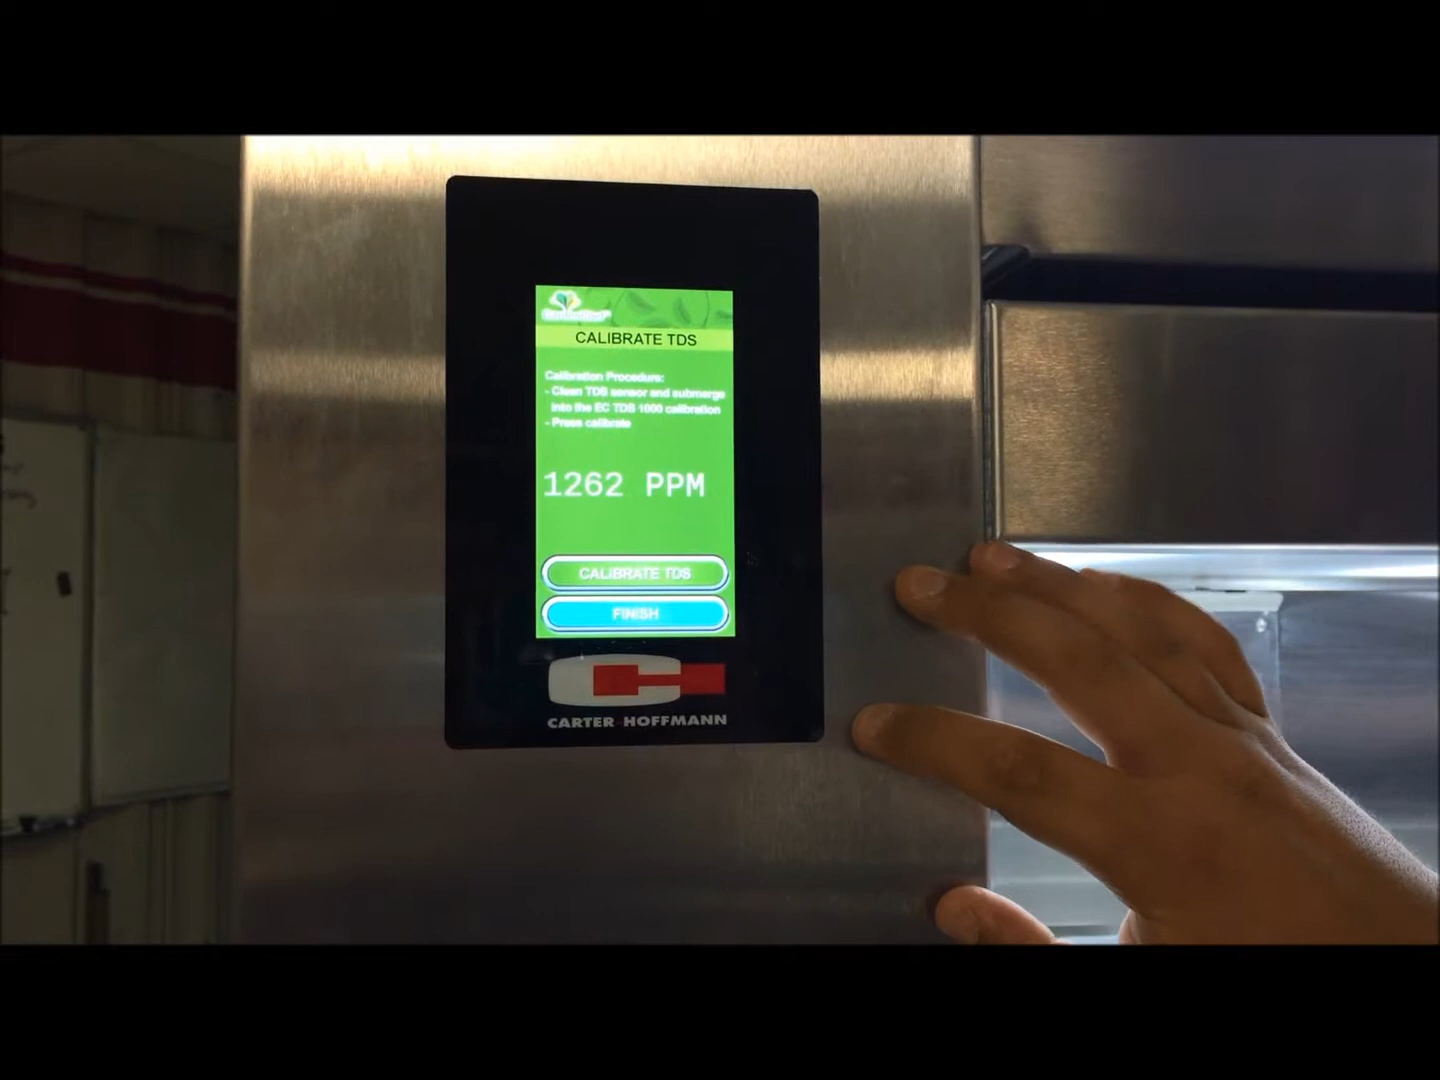 CALIBRATE TDS
Calibration Procedure:
- Clean TDS sensor and submerge
into the EC TDS 1000 calibration
- Press calibrate
1262 PPM
CALIBRATE TDS
FINISH
CARTER-HOFFMANN